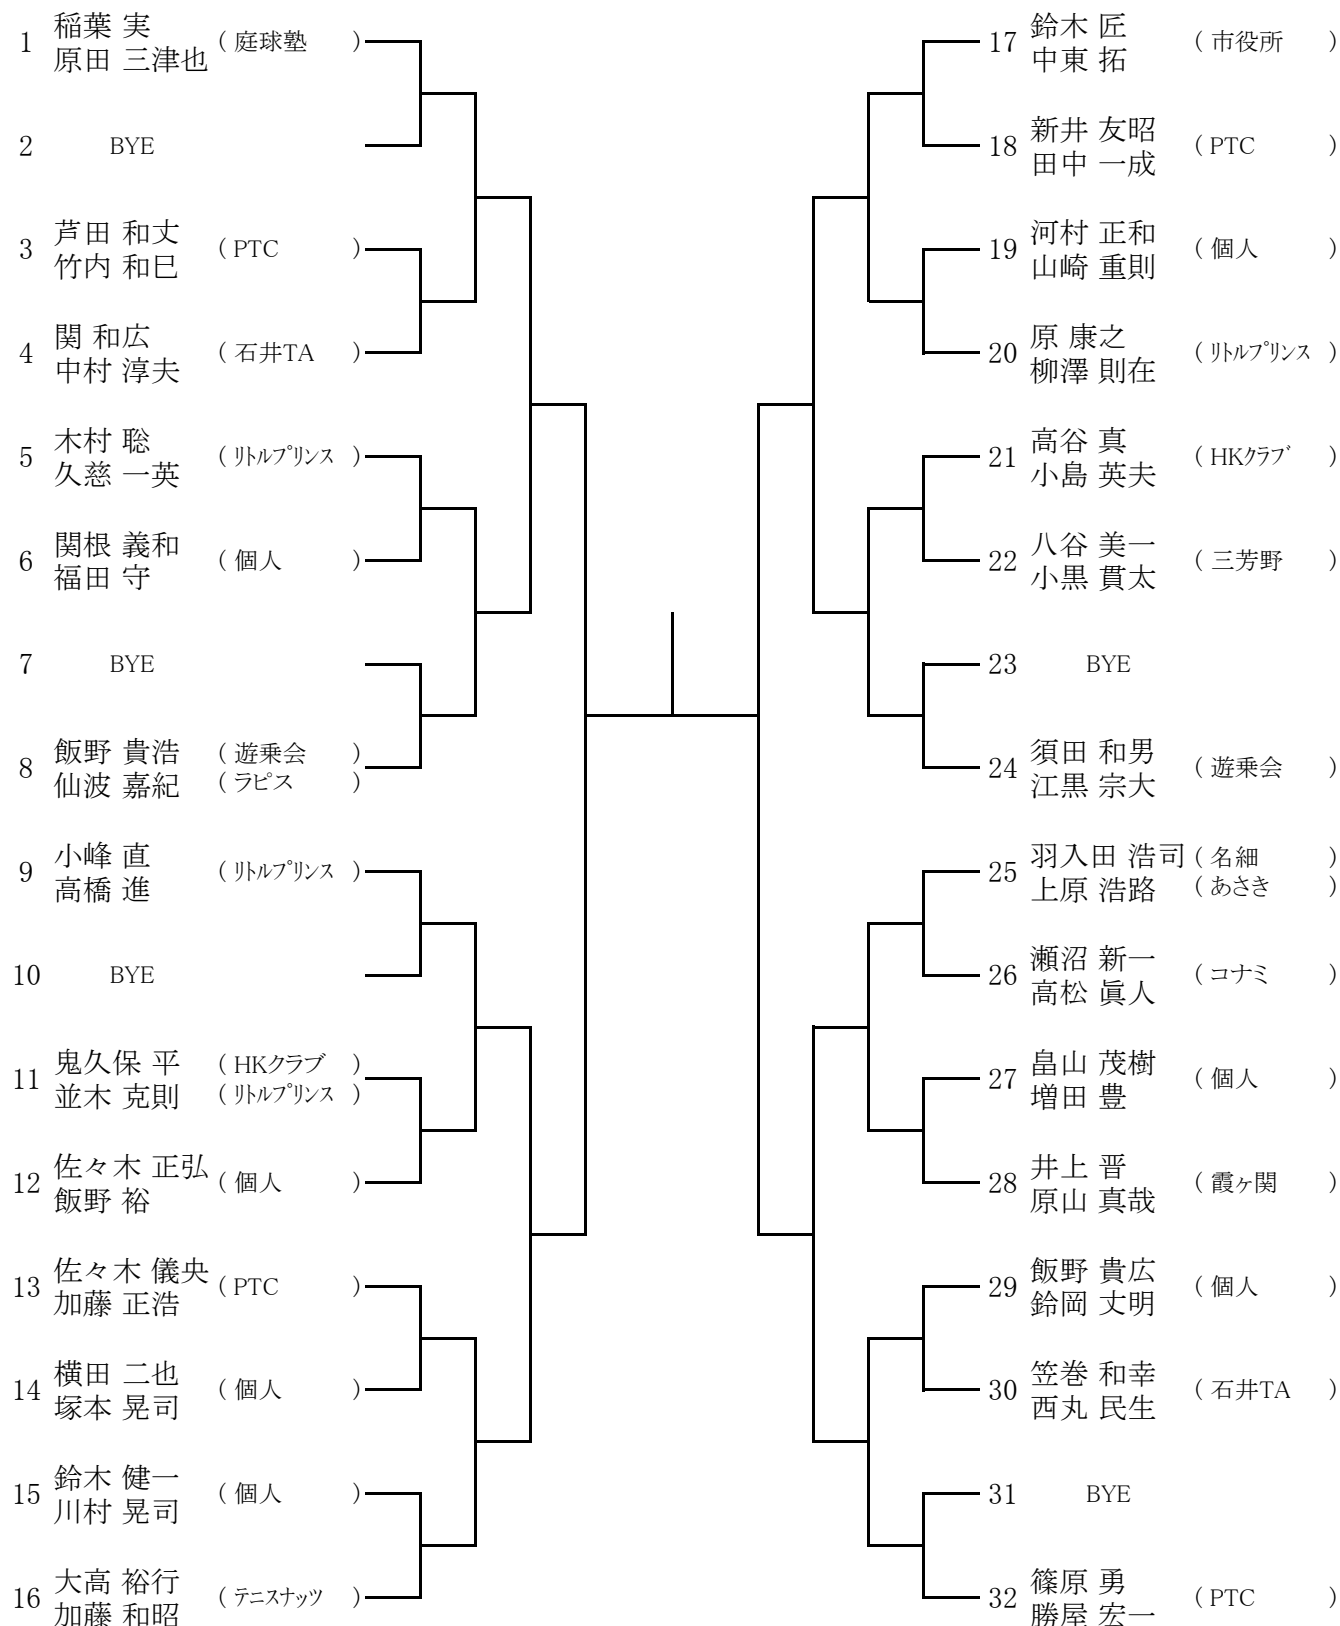 1 稲葉 実 ( 庭球塾 )
原田 三津也
2 BYE
3 芦田 和丈 ( PTC )
竹内 和巳
4 関 和広 ( 石井TA )
中村 淳夫
5 木村 聡 ( ﾘﾄﾙﾌﾟﾘﾝｽ )
久慈 一英
6 関根 義和 ( 個人 )
福田 守
7 BYE
8 飯野 貴浩 ( 遊乗会 )
仙波 嘉紀 ( ラピス )
9 小峰 直 ( ﾘﾄﾙﾌﾟﾘﾝｽ )
高橋 進
10 BYE
11 鬼久保 平 ( HKクラブ )
並木 克則 ( ﾘﾄﾙﾌﾟﾘﾝｽ )
12 佐々木 正弘 ( 個人 )
飯野 裕
13 佐々木 儀央 ( PTC )
加藤 正浩
14 横田 二也 ( 個人 )
塚本 晃司
15 鈴木 健一 ( 個人 )
川村 晃司
16 大高 裕行 ( ﾃﾆｽﾅｯﾂ )
加藤 和昭
17 鈴木 匠 ( 市役所 )
中東 拓
18 新井 友昭 ( PTC )
田中 一成
19 河村 正和 ( 個人 )
山崎 重則
20 原 康之 ( ﾘﾄﾙﾌﾟﾘﾝｽ )
柳澤 則在
21 高谷 真 ( HKｸﾗﾌﾞ )
小島 英夫
22 八谷 美一 ( 三芳野 )
小黒 貫太
23 BYE
24 須田 和男 ( 遊乗会 )
江黒 宗大
25 羽入田 浩司 ( 名細 )
上原 浩路 ( あさき )
26 瀬沼 新一 ( コナミ )
高松 眞人
27 畠山 茂樹 ( 個人 )
増田 豊
28 井上 晋 ( 霞ヶ関 )
原山 真哉
29 飯野 貴広 ( 個人 )
鈴岡 丈明
30 笠巻 和幸 ( 石井TA )
西丸 民生
31 BYE
32 篠原 勇 ( PTC )
勝屋 宏一